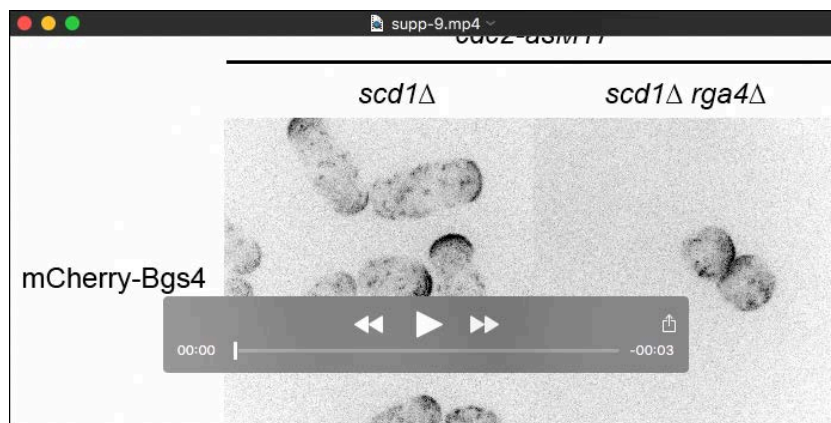 supp-9.mp4
scd1Δ
scd1Δ rga4Δ
mCherry-Bgs4
00:00
-00:03